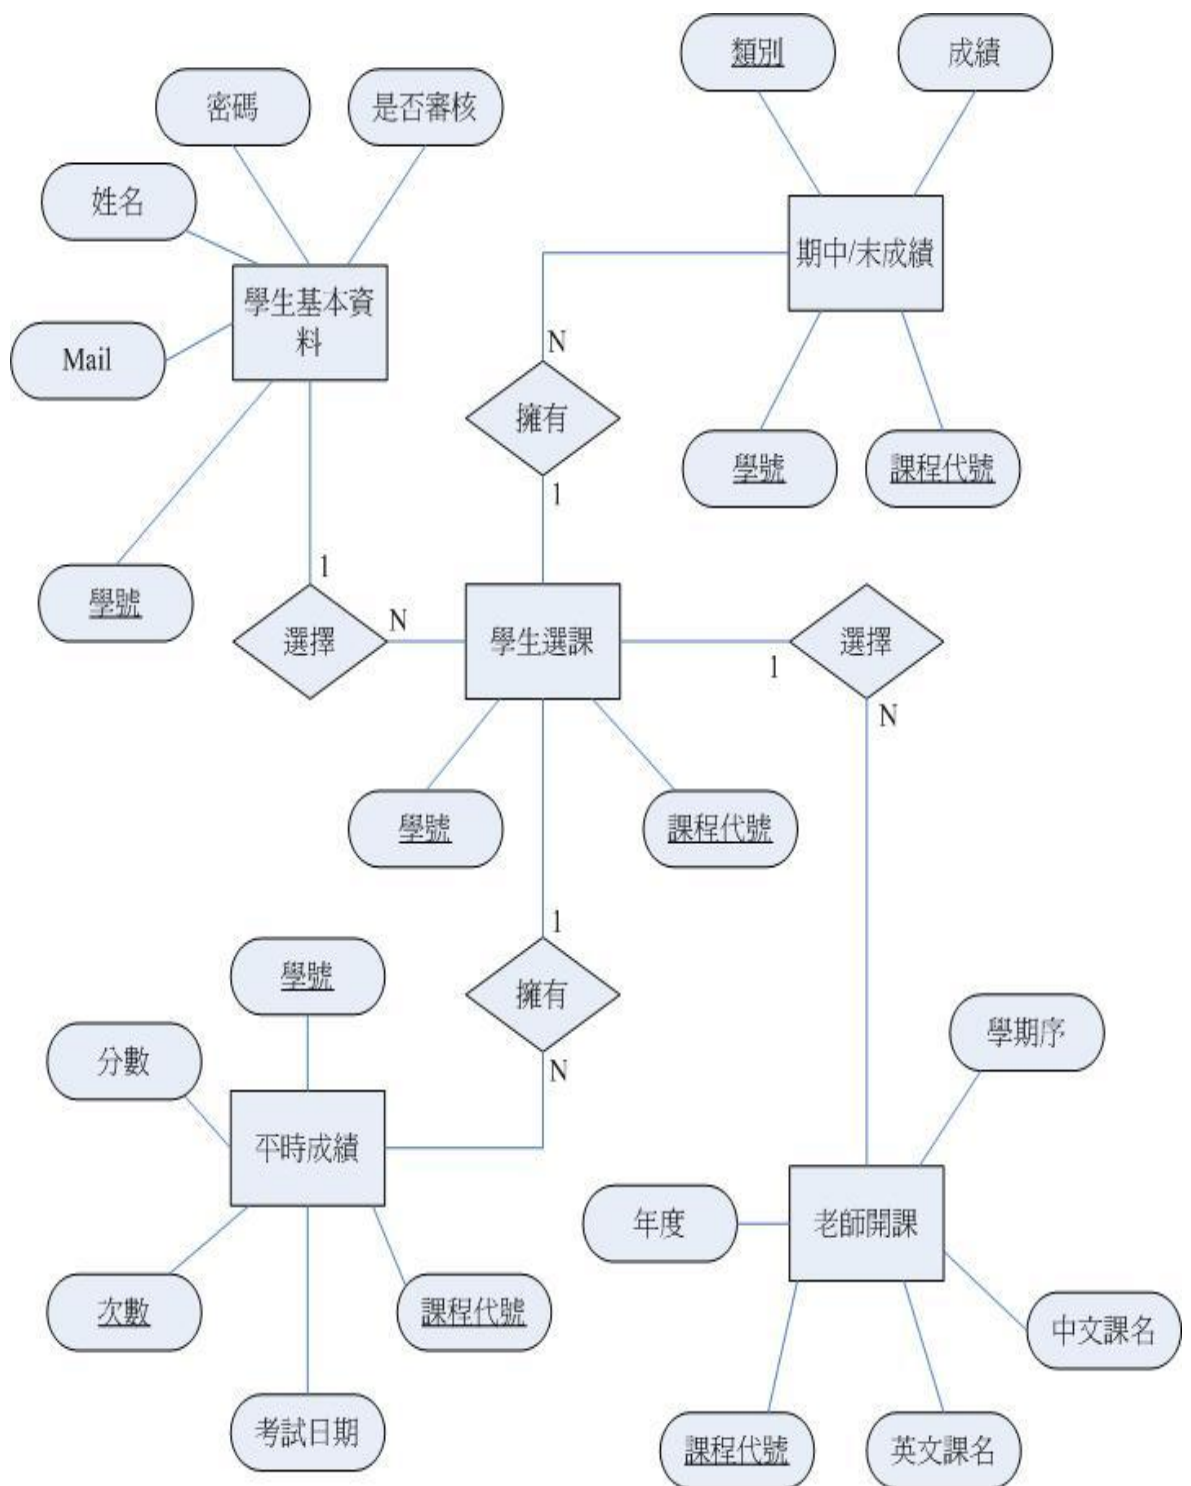 類別
成績
密碼
是否審核
姓名
學生基本資
料
期中/末成績
Mail
N
擁有
1
學號
課程代號
學號
1
選擇
N
學生選課
1
選擇
N
學號
課程代號
1
擁有
N
學號
分數
平時成績
次數
課程代號
考試日期
學期序
年度
老師開課
中文課名
課程代號
英文課名